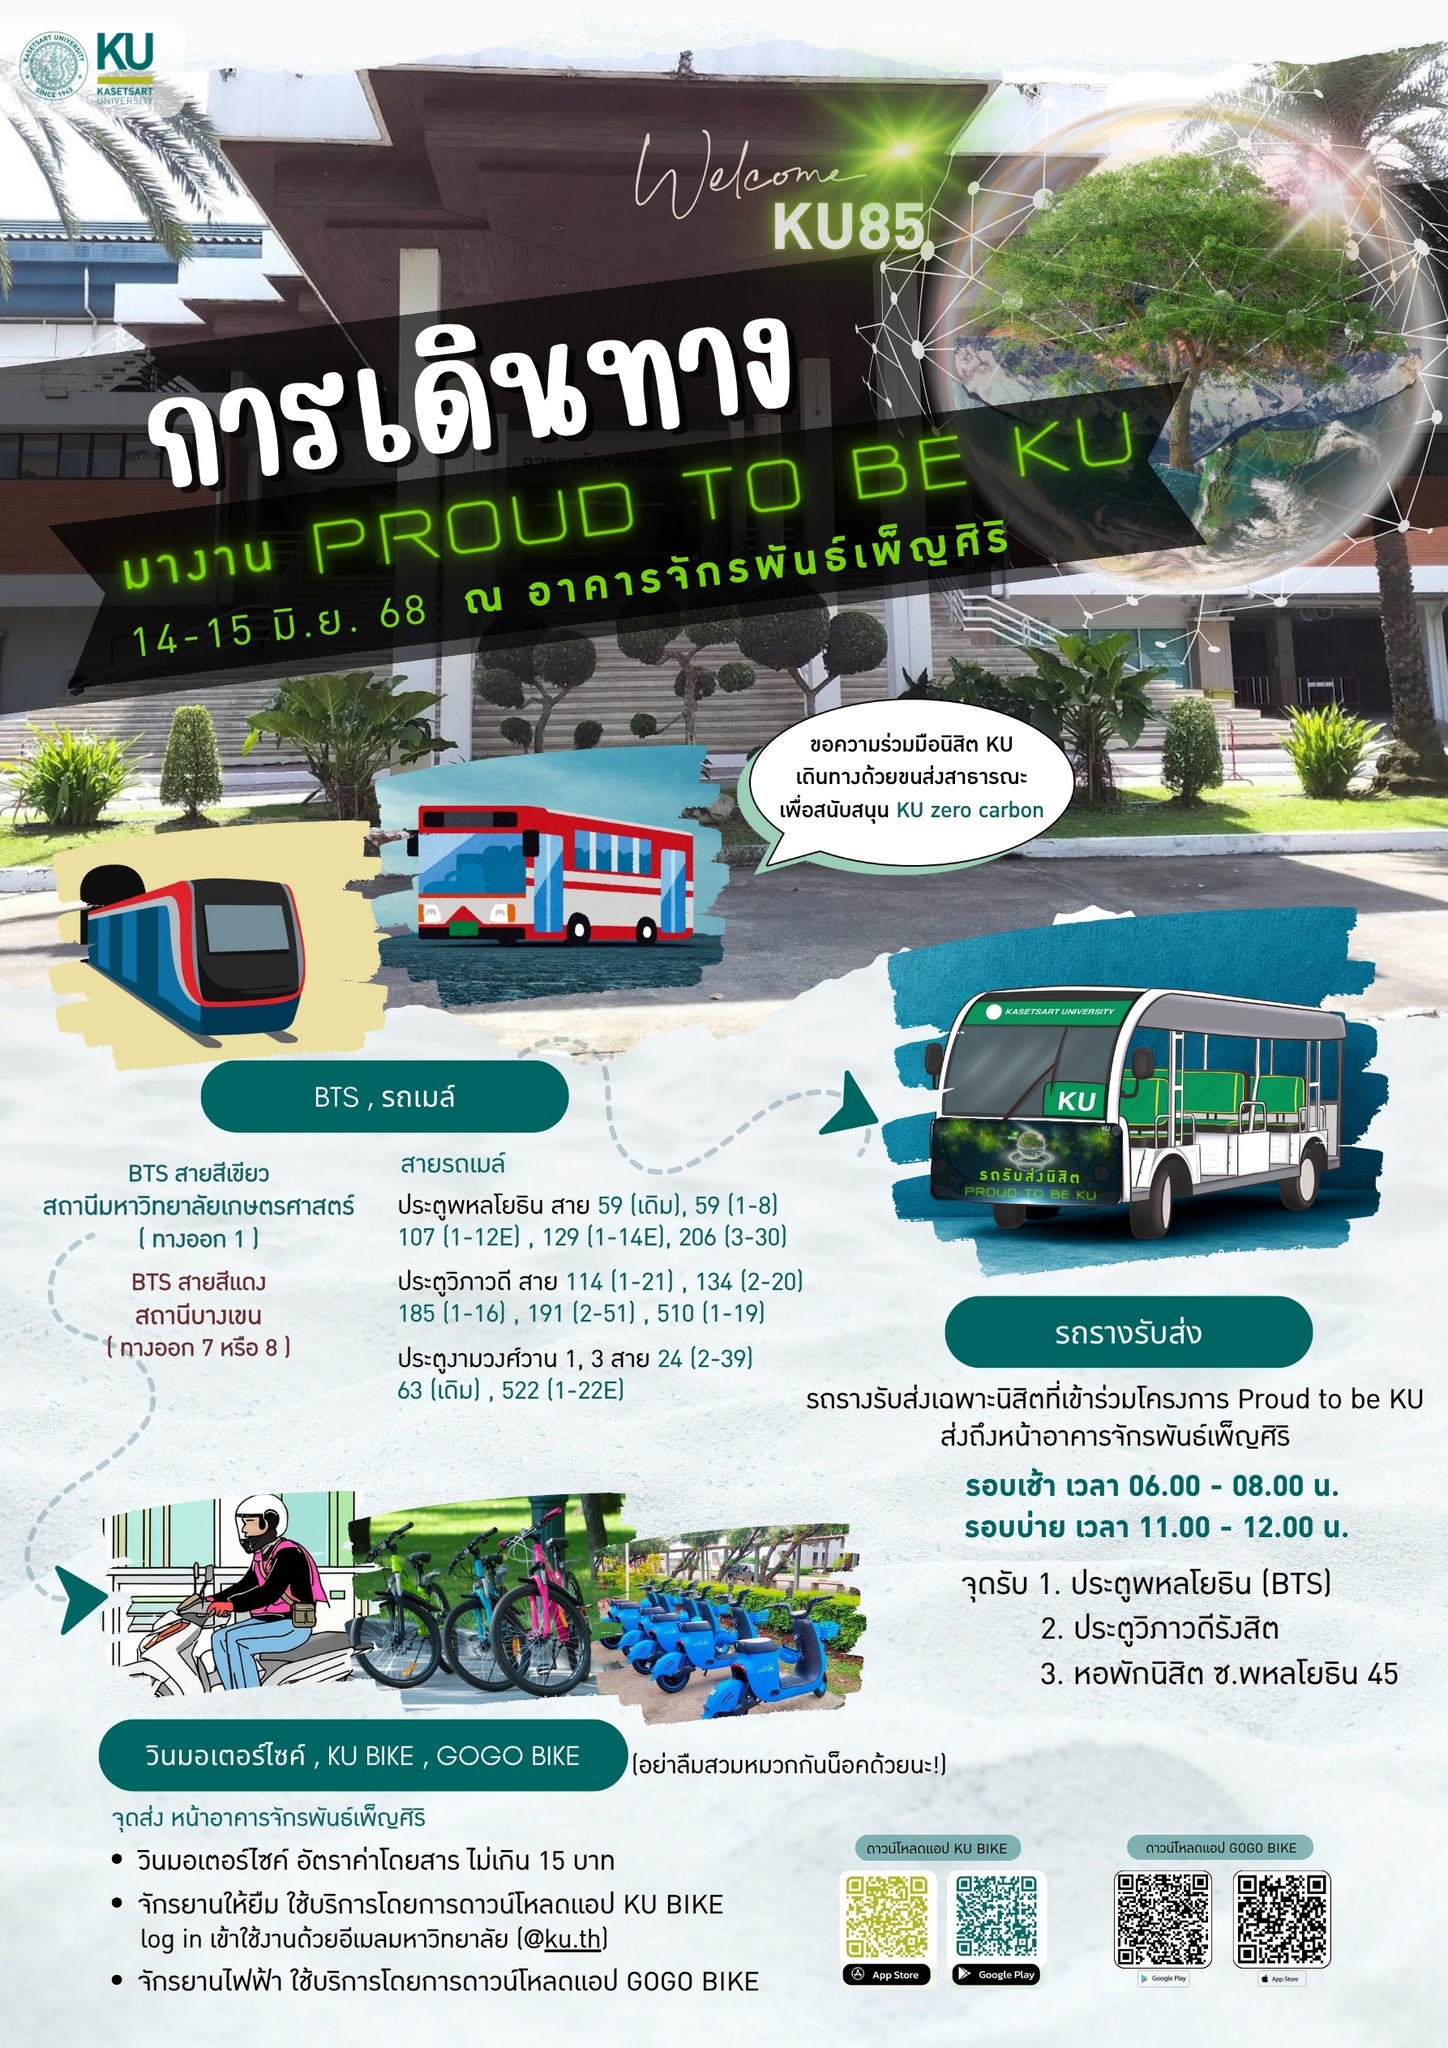 KASETSART UNIVERSITY
SINCE 1943
KU
KASETSART
UNIVERSITY
Welcome
KU85
การเดินทาง
มางาน PROUD TO BE KU
14-15 มิ.ย. 68 ณ อาคารจักรพันธ์เพ็ญศิริ
ขอความร่วมมือนิสิต KU
เดินทางด้วยขนส่งสาธารณะ
เพื่อสนับสนุน KU zero carbon
BTS , รถเมล์
BTS สายสีเขียว
สถานีมหาวิทยาลัยเกษตรศาสตร์
( ทางออก 1 )
BTS สายสีแดง
สถานีบางเขน
( ทางออก 7 หรือ 8 )
สายรถเมล์
ประตูพหลโยธิน สาย 59 (เดิม), 59 (1-8)
107 (1-12E) , 129 (1-14E), 206 (3-30)
ประตูวิภาวดี สาย 114 (1-21) , 134 (2-20)
185 (1-16) , 191 (2-51) , 510 (1-19)
ประตูงามวงศ์วาน 1, 3 สาย 24 (2-39)
63 (เดิม) , 522 (1-22E)
KASETSART UNIVERSITY
KU
รถรับส่งนิสิต
PROUD TO BE KU
รถรางรับส่ง
รถรางรับส่งเฉพาะนิสิตที่เข้าร่วมโครงการ Proud to be KU
ส่งถึงหน้าอาคารจักรพันธ์เพ็ญศิริ
รอบเช้า เวลา 06.00 - 08.00 น.
รอบบ่าย เวลา 11.00 - 12.00 น.
จุดรับ 1. ประตูพหลโยธิน (BTS)
2. ประตูวิภาวดีรังสิต
3. หอพักนิสิต ซ.พหลโยธิน 45
วินมอเตอร์ไซค์ , KU BIKE , GOGO BIKE
(อย่าลืมสวมหมวกกันน็อคด้วยนะ!)
จุดส่ง หน้าอาคารจักรพันธ์เพ็ญศิริ
• วินมอเตอร์ไซค์ อัตราค่าโดยสาร ไม่เกิน 15 บาท
• จักรยานให้ยืม ใช้บริการโดยการดาวน์โหลดแอป KU BIKE
log in เข้าใช้งานด้วยอีเมลมหาวิทยาลัย (@ku.th)
• จักรยานไฟฟ้า ใช้บริการโดยการดาวน์โหลดแอป GOGO BIKE
ดาวน์โหลดแอป KU BIKE
App Store
Google Play
ดาวน์โหลดแอป GOGO BIKE
Google Play
App Store